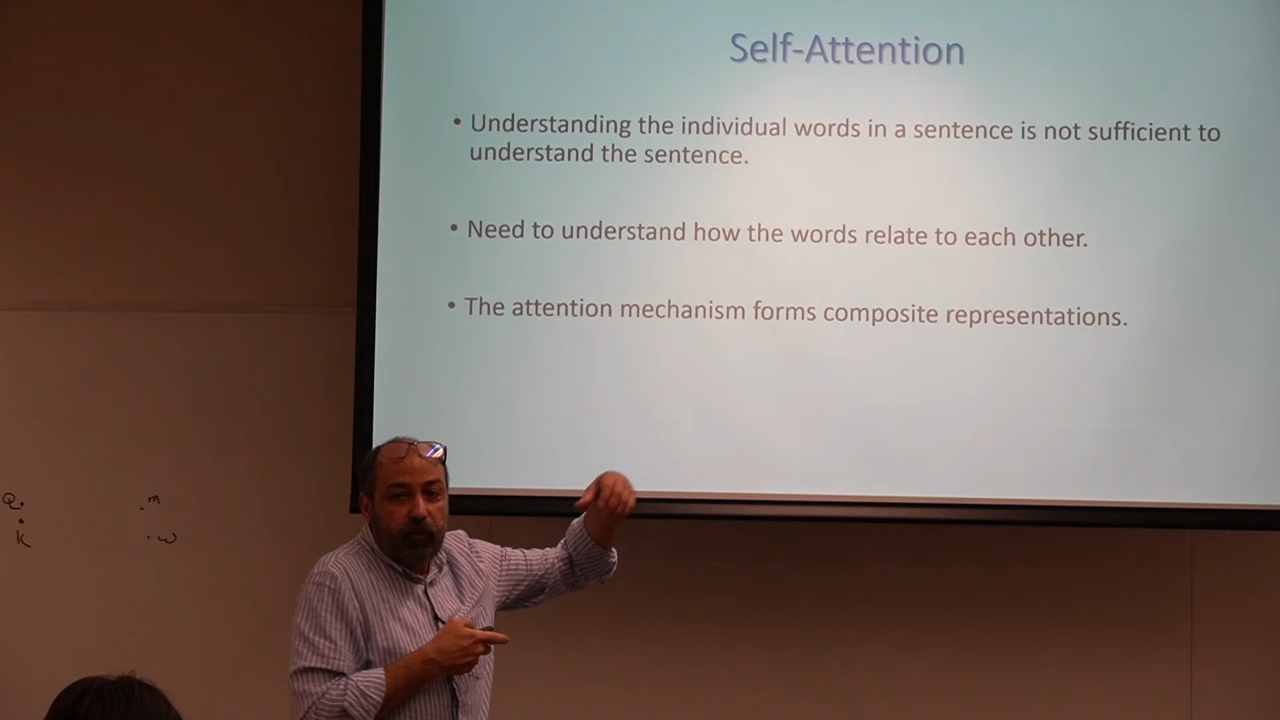 Self-Attention
• Understanding the individual words in a sentence is not sufficient to
understand the sentence.
• Need to understand how the words relate to each other.
• The attention mechanism forms composite representations.
Q. . m
. K . w